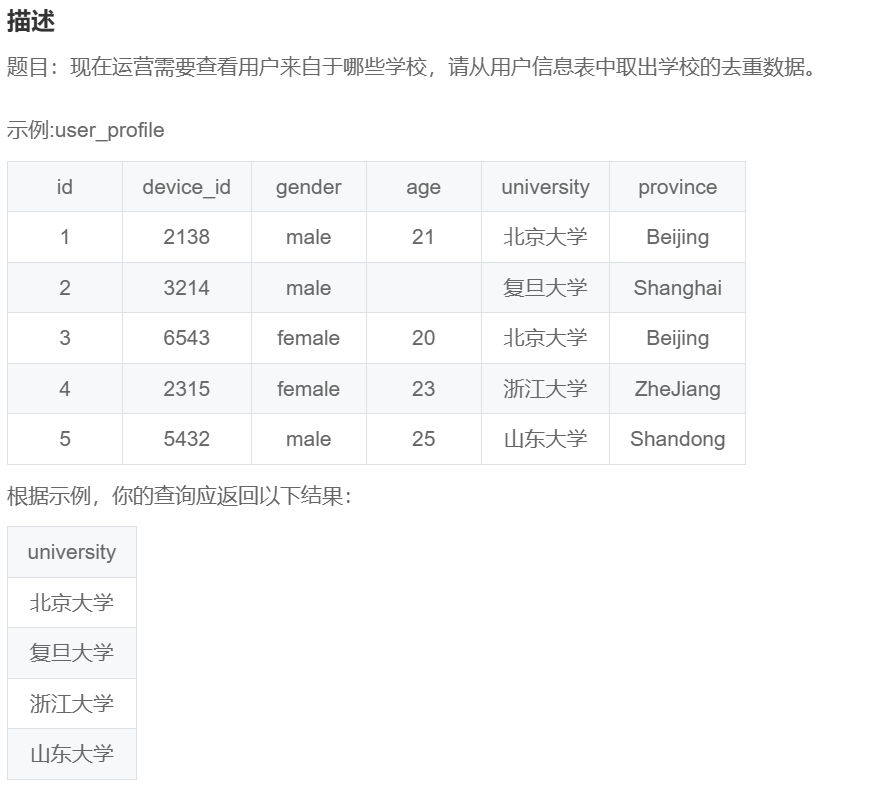 描述
题目：现在运营需要查看用户来自于哪些学校，请从用户信息表中取出学校的去重数据。
示例:user_profile
id device_id gender age university province
1 2138 male 21 北京大学 Beijing
2 3214 male 复旦大学 Shanghai
3 6543 female 20 北京大学 Beijing
4 2315 female 23 浙江大学 ZheJiang
5 5432 male 25 山东大学 Shandong
根据示例，你的查询应返回以下结果：
university
北京大学
复旦大学
浙江大学
山东大学